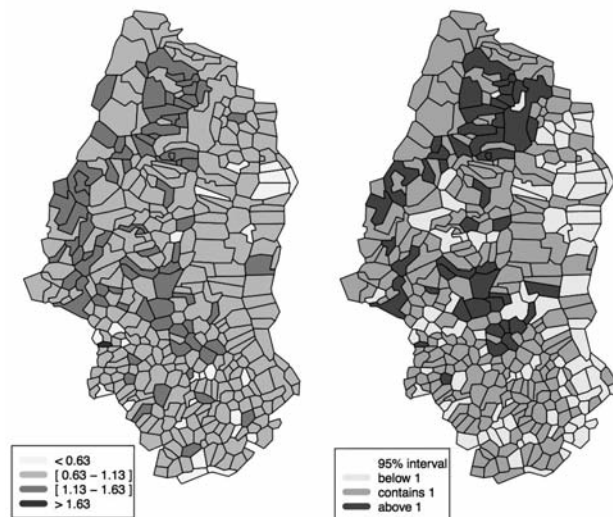 < 0.63
[ 0.63 – 1.13 ]
[ 1.13 – 1.63 ]
> 1.63
95% interval
below 1
contains 1
above 1